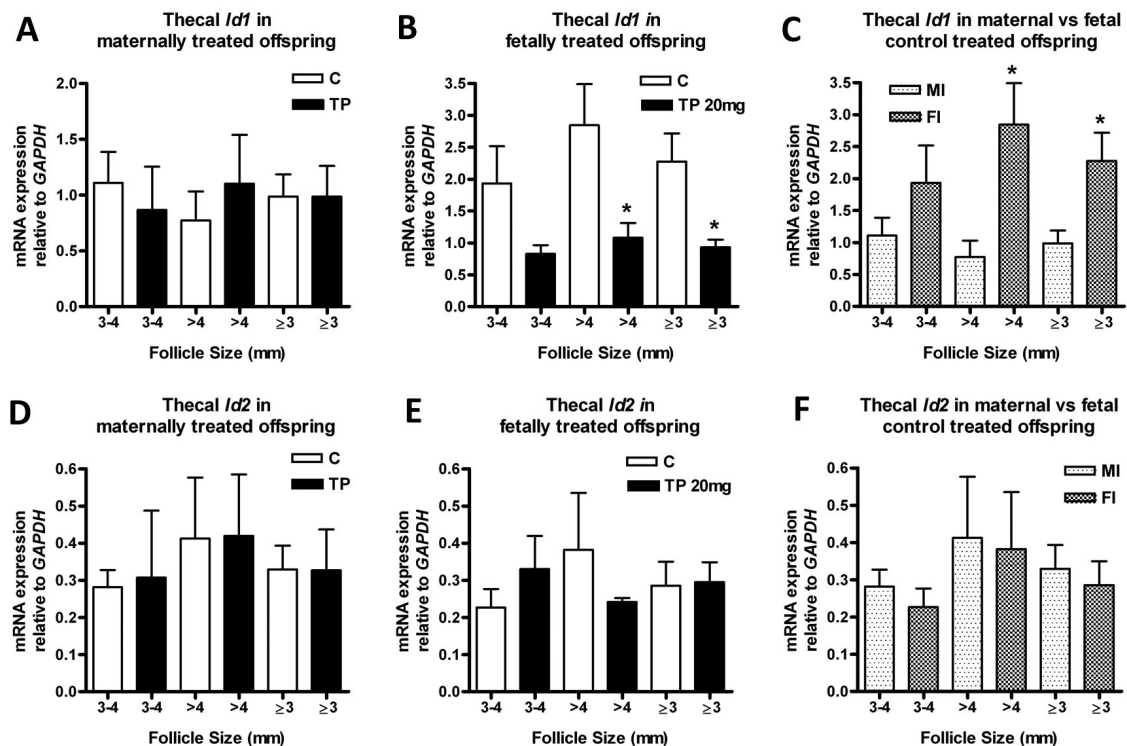 A
Thecal Id1 in
maternally treated offspring
C
TP
mRNA expression
relative to GAPDH
2.0
1.5
1.0
0.5
0.0
3-4
3-4
>4
>4
≥3
≥3
Follicle Size (mm)
B
Thecal Id1 in
fetally treated offspring
C
TP 20mg
mRNA expression
relative to GAPDH
3.5
3.0
2.5
2.0
1.5
1.0
0.5
0.0
*
*
3-4
3-4
>4
>4
≥3
≥3
Follicle Size (mm)
C
Thecal Id1 in maternal vs fetal
control treated offspring
MI
FI
mRNA expression
relative to GAPDH
3.5
3.0
2.5
2.0
1.5
1.0
0.5
0.0
*
*
3-4
3-4
>4
>4
≥3
≥3
Follicle Size (mm)
D
Thecal Id2 in
maternally treated offspring
C
TP
mRNA expression
relative to GAPDH
0.6
0.5
0.4
0.3
0.2
0.1
0.0
3-4
3-4
>4
>4
≥3
≥3
Follicle Size (mm)
E
Thecal Id2 in
fetally treated offspring
C
TP 20mg
mRNA expression
relative to GAPDH
0.6
0.5
0.4
0.3
0.2
0.1
0.0
3-4
3-4
>4
>4
≥3
≥3
Follicle Size (mm)
F
Thecal Id2 in maternal vs fetal
control treated offspring
MI
FI
mRNA expression
relative to GAPDH
0.6
0.5
0.4
0.3
0.2
0.1
0.0
3-4
3-4
>4
>4
≥3
≥3
Follicle Size (mm)